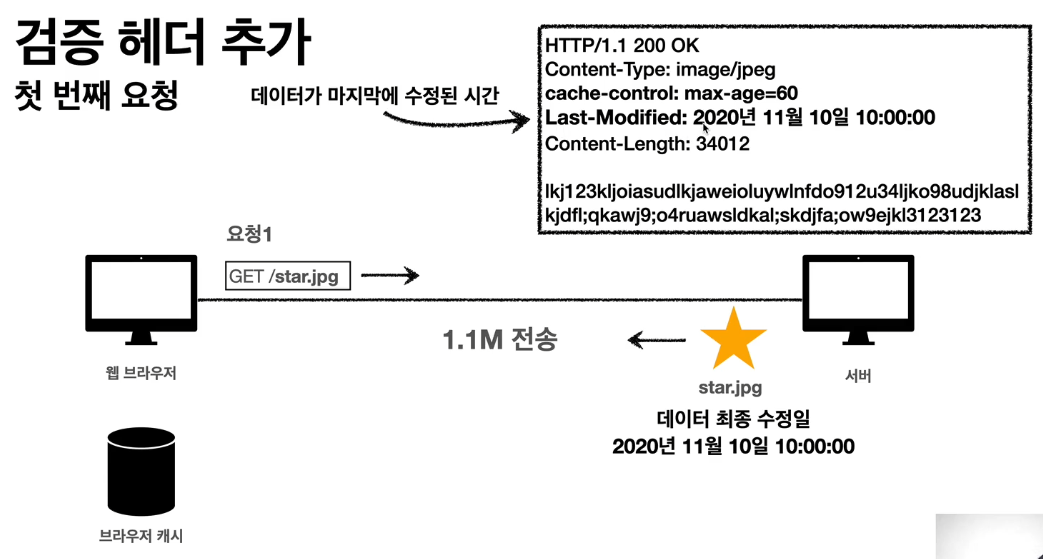 검증 헤더 추가
첫 번째 요청
데이터가 마지막에 수정된 시간
HTTP/1.1 200 OK
Content-Type: image/jpeg
cache-control: max-age=60
Last-Modified: 2020년 11월 10일 10:00:00
Content-Length: 34012
lkj123kljoiasudlkjaweioluywlnfdo912u34ljko98udjklasl
kjdfl;qkawj9;o4ruawsldkal;skdjfa;ow9ejkl3123123
요청1
GET /star.jpg
1.1M 전송
웹 브라우저
서버
star.jpg
데이터 최종 수정일
2020년 11월 10일 10:00:00
브라우저 캐시